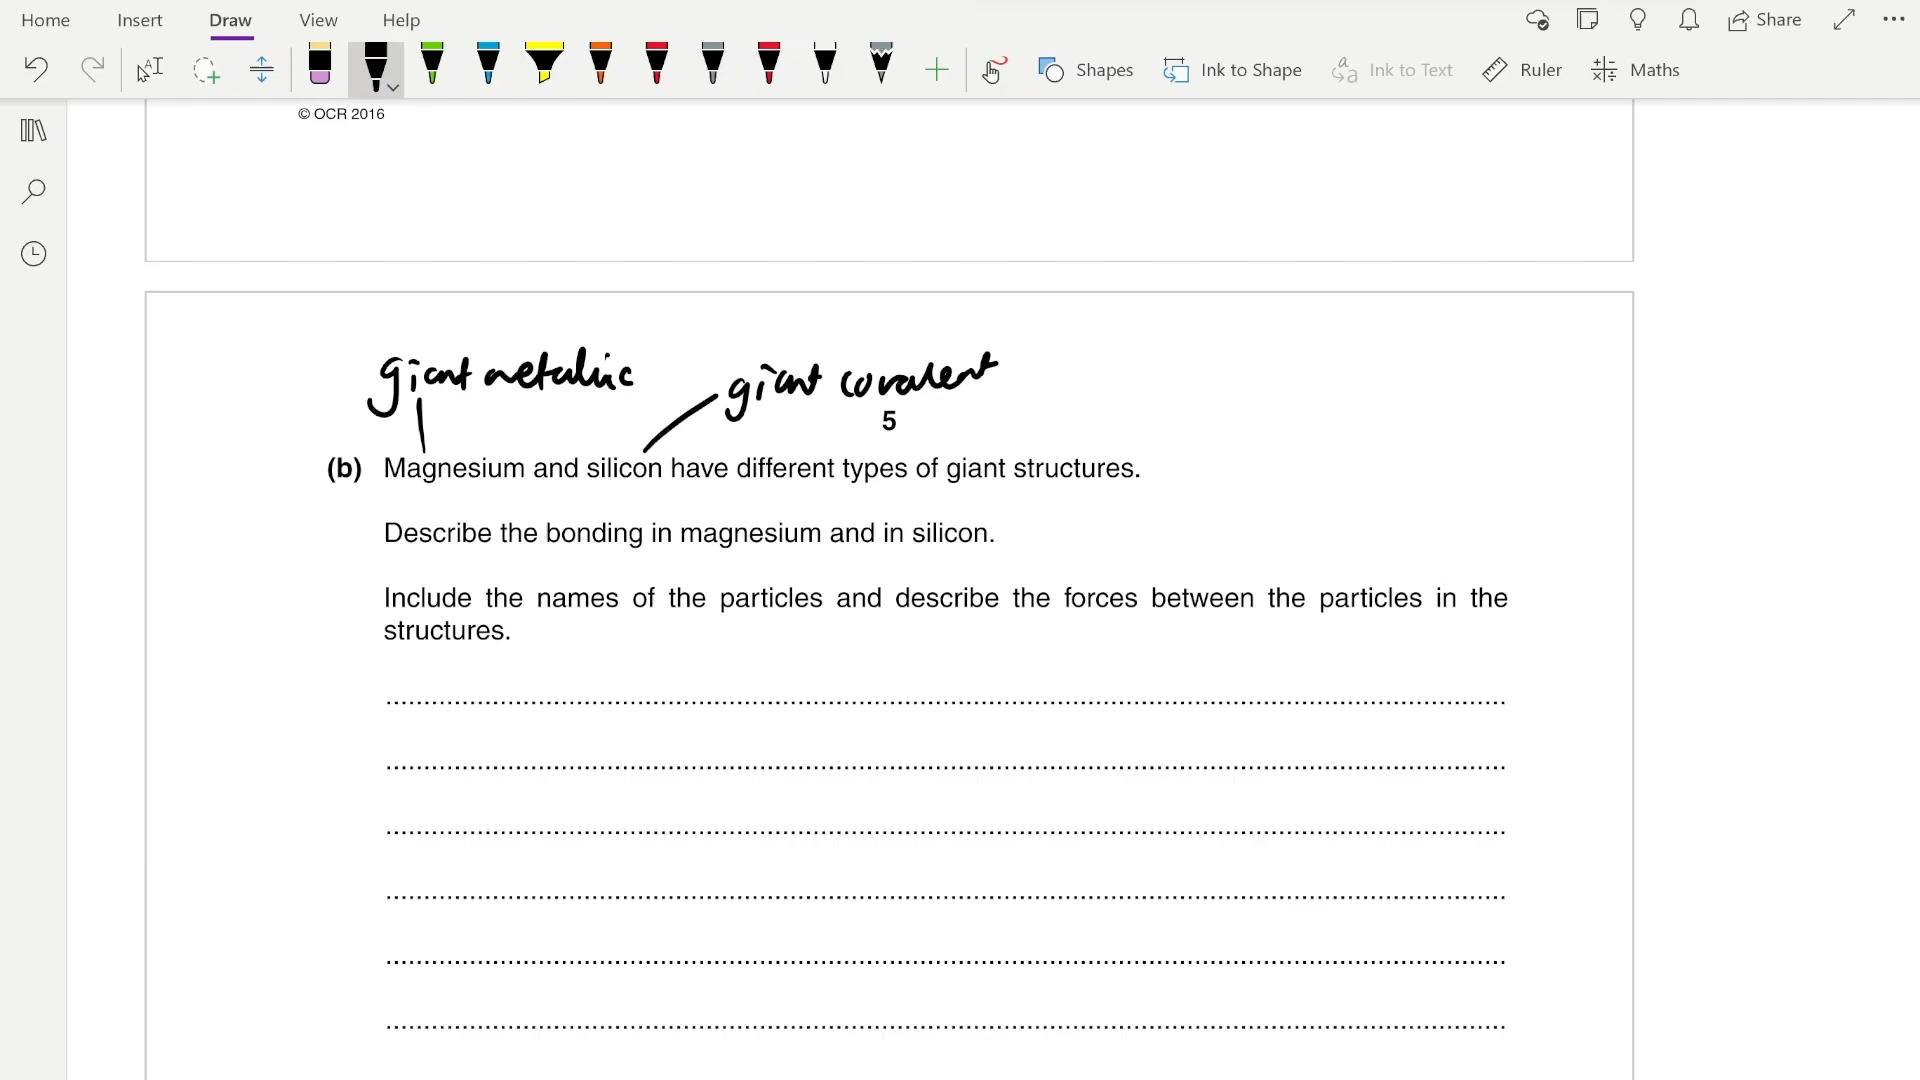 Home Insert Draw View Help Share
Shapes Ink to Shape Ink to Text Ruler Maths
© OCR 2016
giant metallic
giant covalent
5
(b) Magnesium and silicon have different types of giant structures.
Describe the bonding in magnesium and in silicon.
Include the names of the particles and describe the forces between the particles in the
structures.